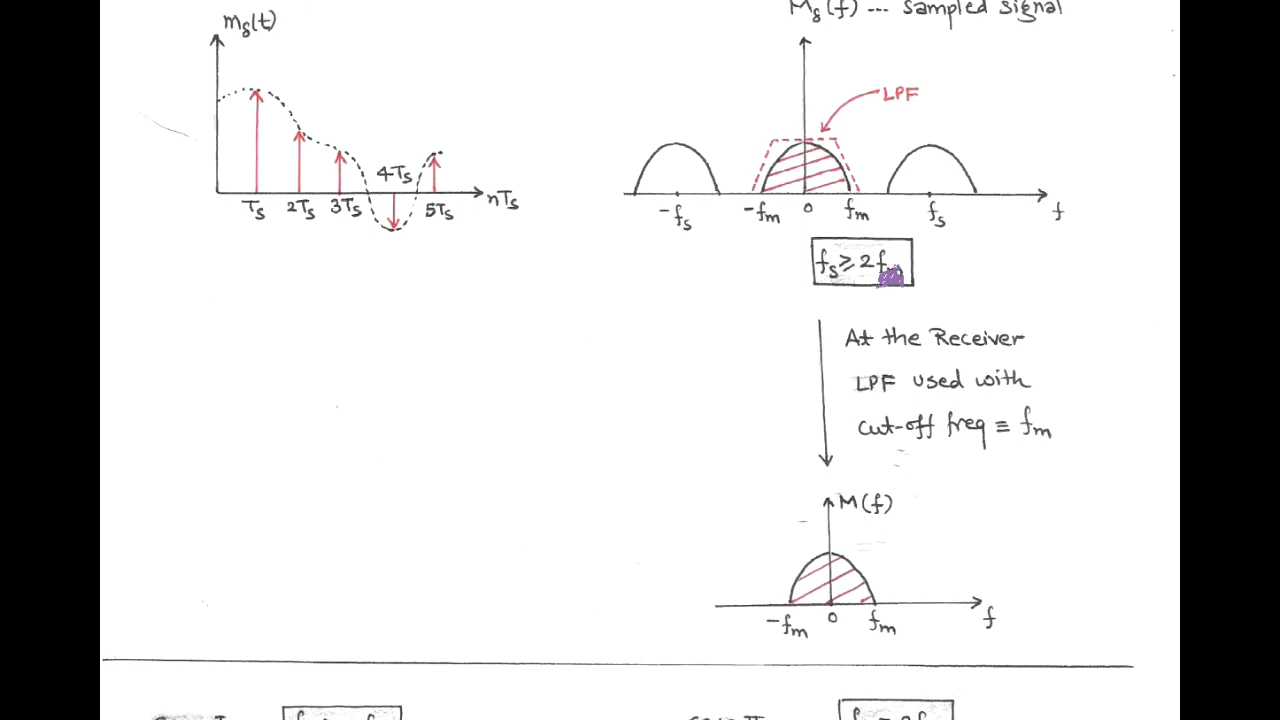 mδ(t)
Mδ(f) --- Sampled Signal
LPF
4Ts
Ts 2Ts 3Ts 5Ts nTs
-fs -fm 0 fm fs f
fs ≥ 2f
At the Receiver
LPF used with
cut-off freq ≡ fm
M(f)
-fm 0 fm f